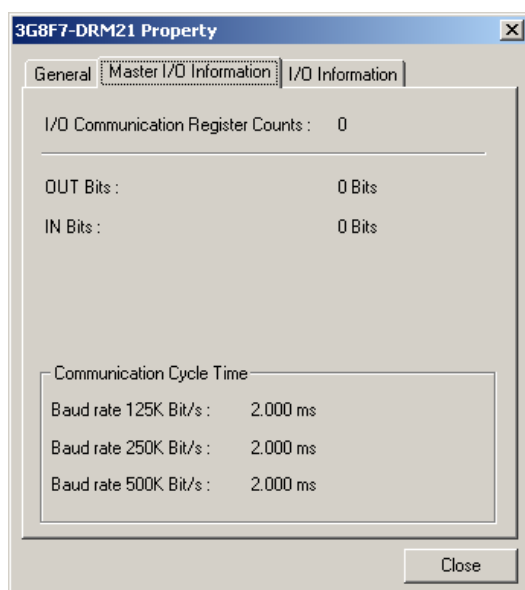 3G8F7-DRM21 Property
General Master I/O Information I/O Information
I/O Communication Register Counts : 0
OUT Bits : 0 Bits
IN Bits : 0 Bits
Communication Cycle Time
Baud rate 125K Bit/s : 2.000 ms
Baud rate 250K Bit/s : 2.000 ms
Baud rate 500K Bit/s : 2.000 ms
Close